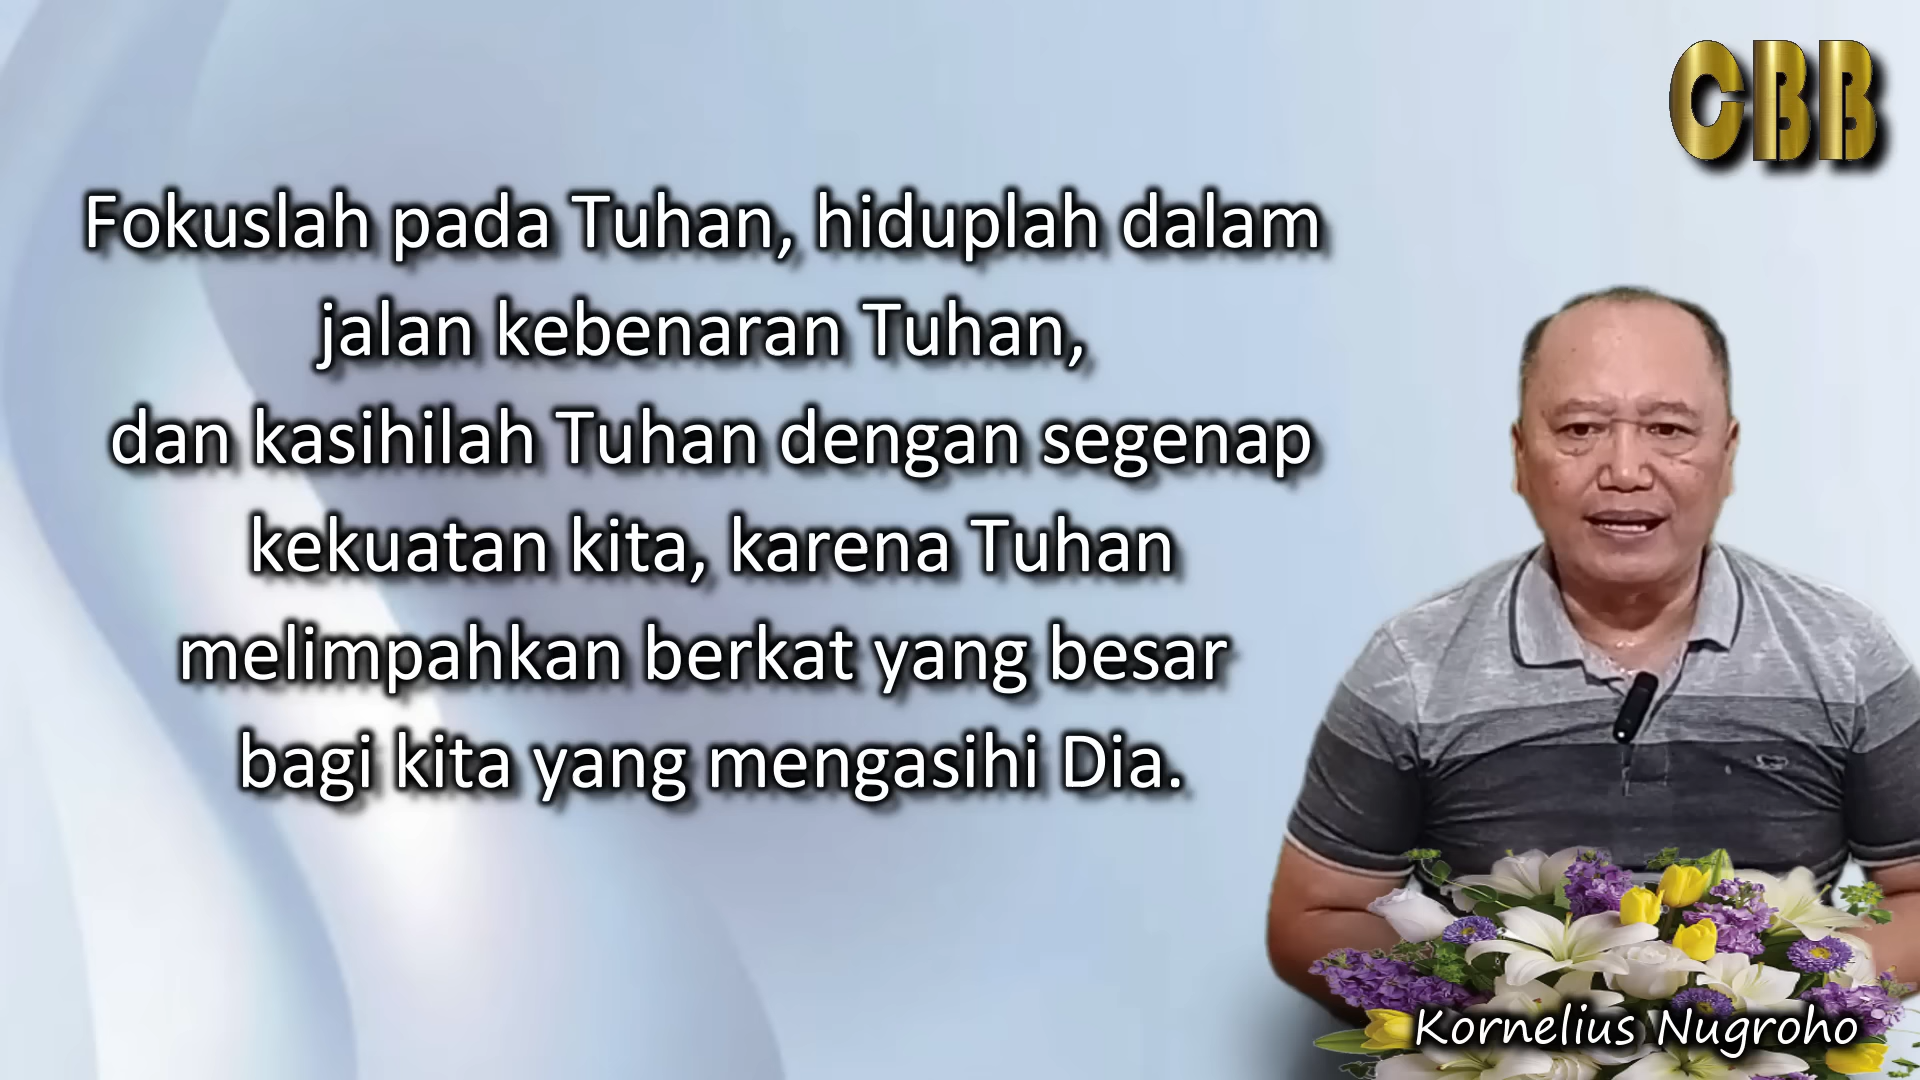 CBB
Fokuslah pada Tuhan, hiduplah dalam
jalan kebenaran Tuhan,
dan kasihilah Tuhan dengan segenap
kekuatan kita, karena Tuhan
melimpahkan berkat yang besar
bagi kita yang mengasihi Dia.
Kornelius Nugroho